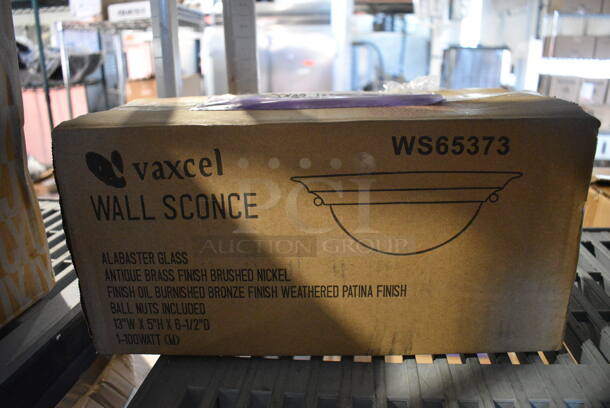 vaxcel
WS65373
WALL SCONCE
PCI
AUCTION GROUP
ALABASTER GLASS
ANTIQUE BRASS FINISH BRUSHED NICKEL
FINISH OIL BURNISHED BRONZE FINISH WEATHERED PATINA FINISH
BALL NUTS INCLUDED
13"W X 5"H X 6-1/2"D
1-100WATT (M)